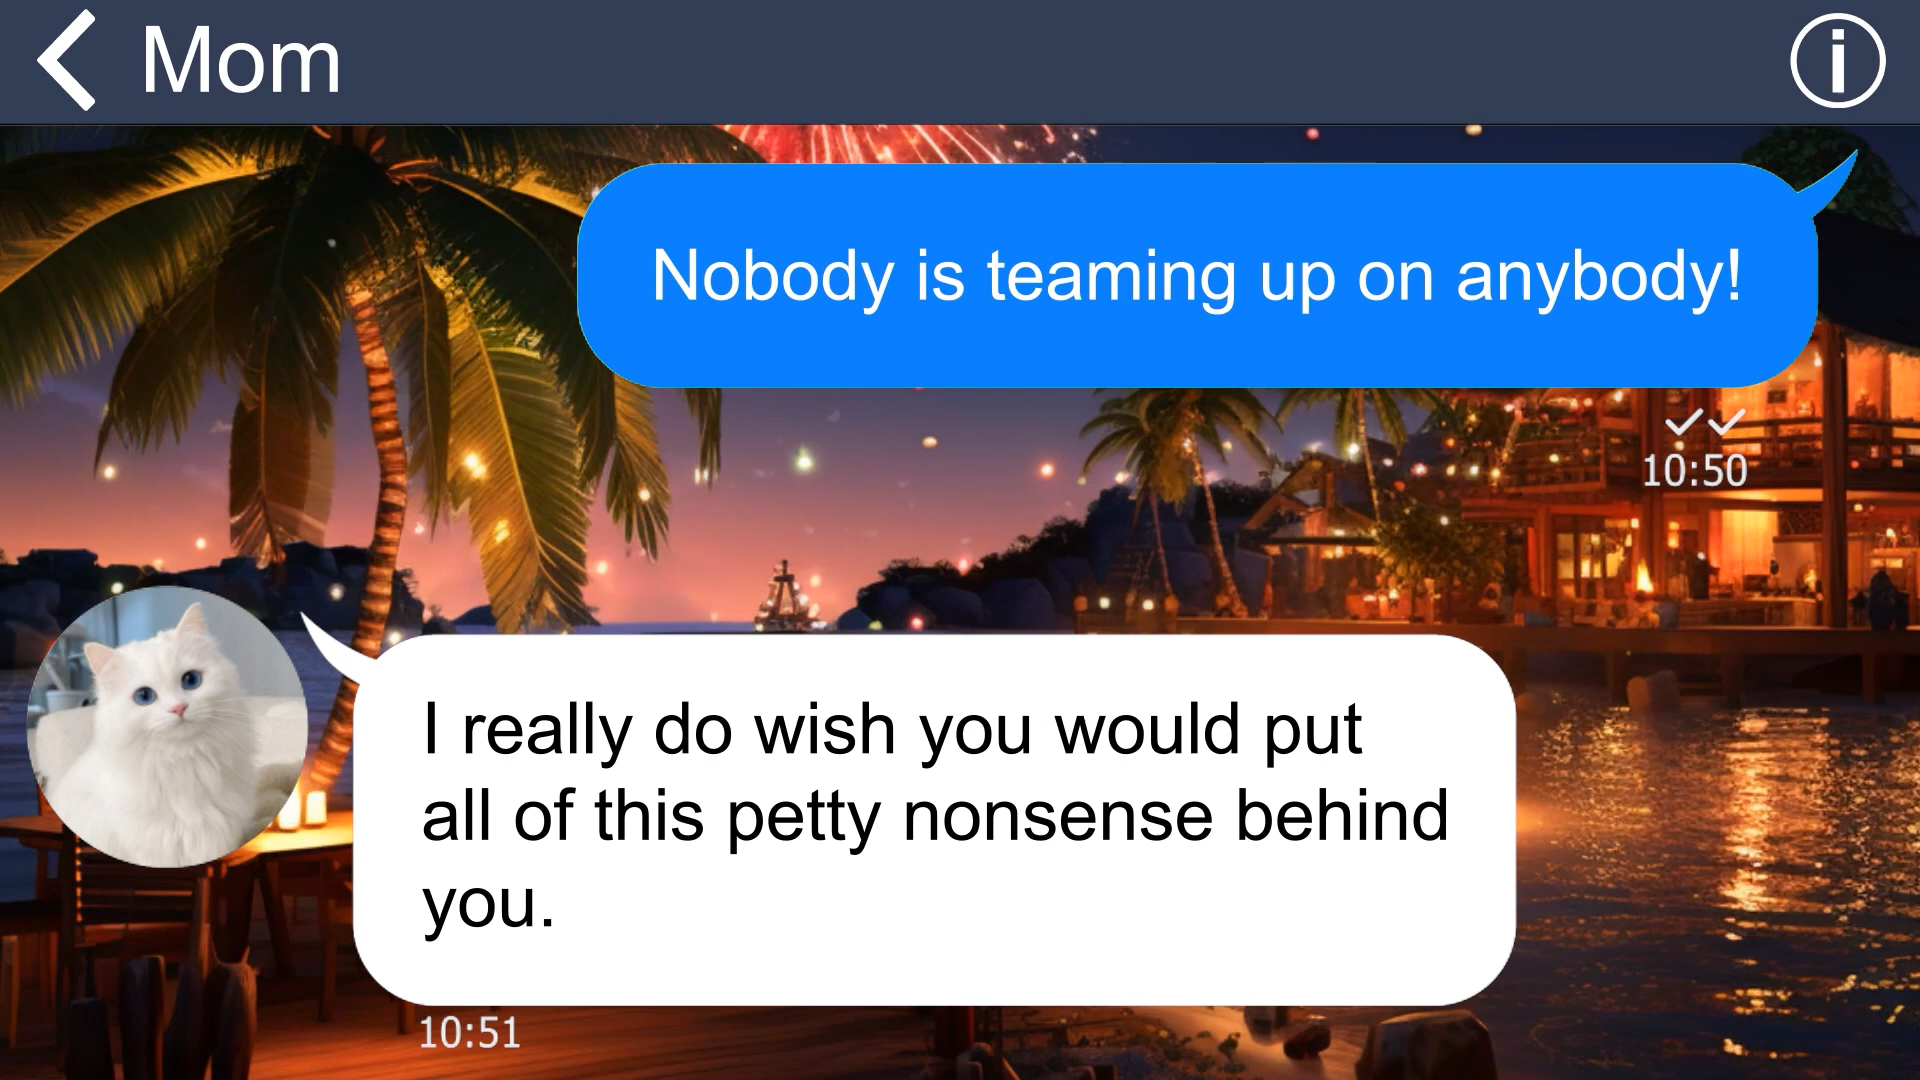 Mom
Nobody is teaming up on anybody!
10:50
I really do wish you would put
all of this petty nonsense behind
you.
10:51